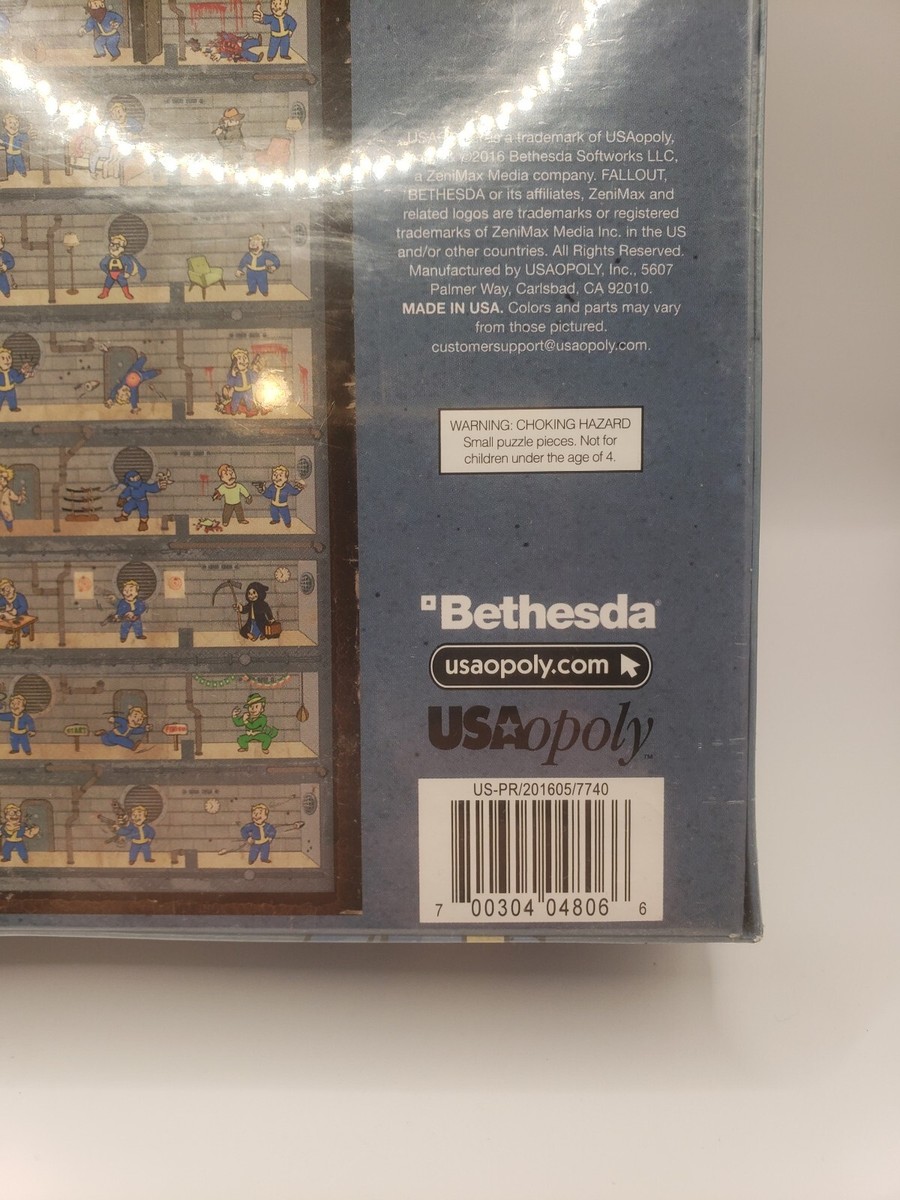 is a trademark of USAopoly,
©2016 Bethesda Softworks LLC,
a ZeniMax Media company. FALLOUT,
BETHESDA or its affiliates, ZeniMax and
related logos are trademarks or registered
trademarks of ZeniMax Media Inc. in the US
and/or other countries. All Rights Reserved.
Manufactured by USAOPOLY, Inc., 5607
Palmer Way, Carlsbad, CA 92010.
MADE IN USA. Colors and parts may vary
from those pictured.
customersupport@usaopoly.com.
WARNING: CHOKING HAZARD
Small puzzle pieces. Not for
children under the age of 4.
Bethesda
usaopoly.com
USAopoly™
US-PR/201605/7740
7 00304 04806 6